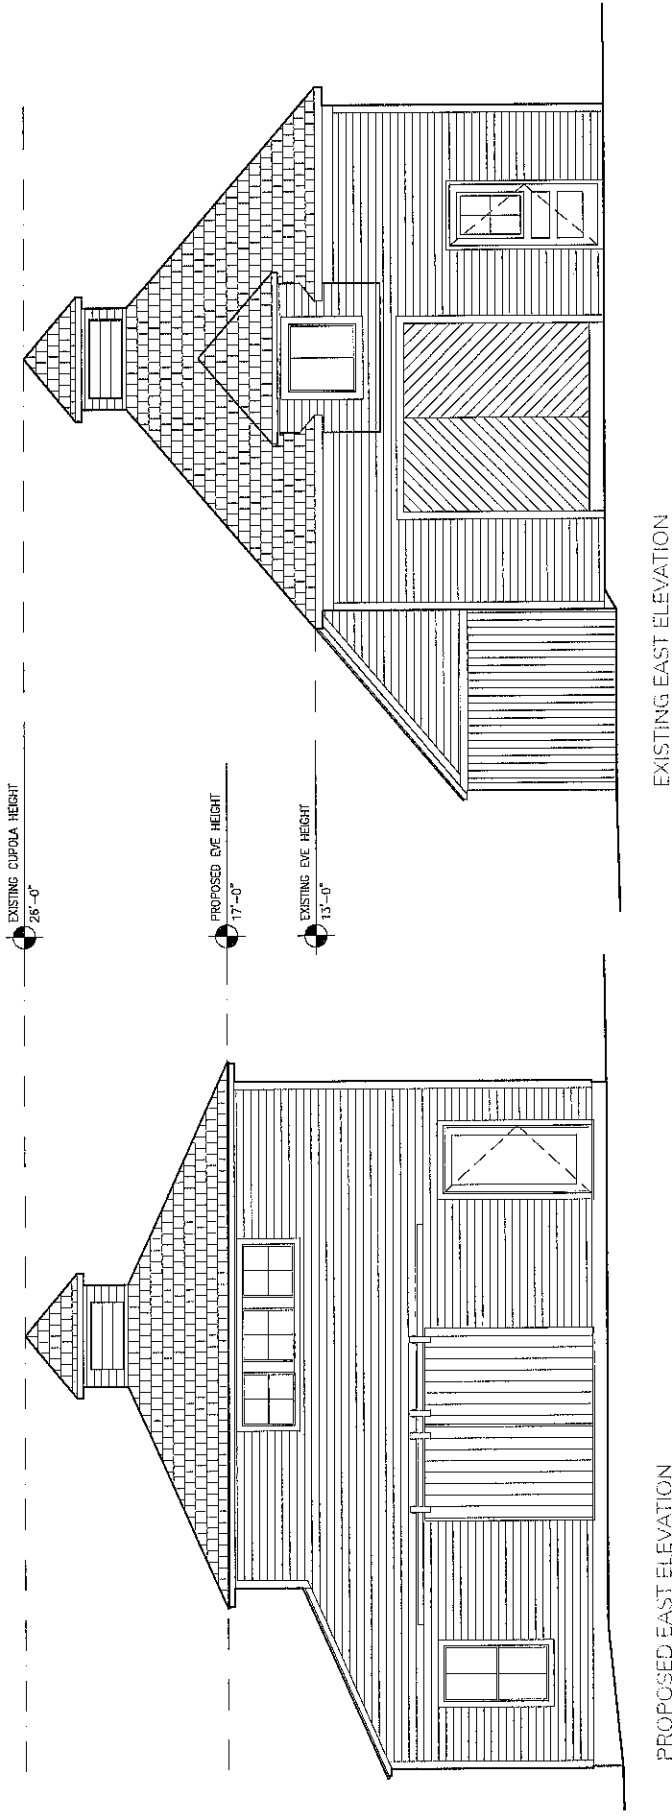 EXISTING CUPOLA HEIGHT
26'-0"
PROPOSED EVE HEIGHT
17'-0"
EXISTING EVE HEIGHT
13'-0"
PROPOSED EAST ELEVATION
EXISTING EAST ELEVATION